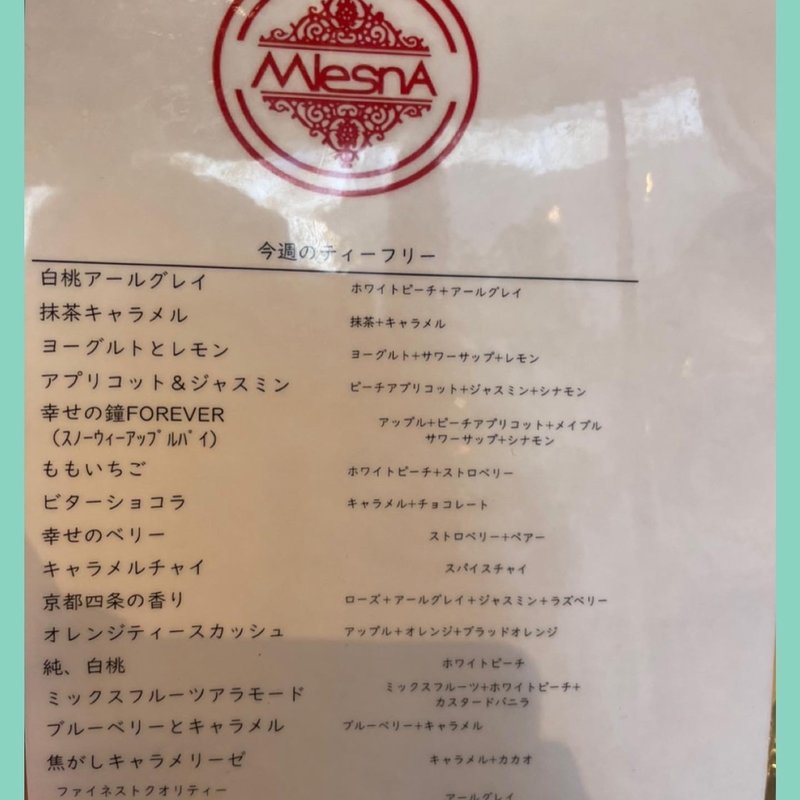 MlesnA
今週のティーフリー
白桃アールグレイ ホワイトピーチ+アールグレイ
抹茶キャラメル 抹茶+キャラメル
ヨーグルトとレモン ヨーグルト+サワーサップ+レモン
アプリコット&ジャスミン ピーチアプリコット+ジャスミン+シナモン
幸せの鐘FOREVER アップル+ピーチアプリコット+メイプル
(ｽﾉｰウィーアップﾙパｲ) サワーサップ+シナモン
ももいちご ホワイトピーチ+ストロベリー
ビターショコラ キャラメル+チョコレート
幸せのベリー ストロベリー+ペアー
キャラメルチャイ スパイスチャイ
京都四条の香り ローズ+アールグレイ+ジャスミン+ラズベリー
オレンジティースカッシュ アップル+オレンジ+ブラッドオレンジ
純、白桃 ホワイトピーチ
ミックスフルーツアラモード ミックスフルーツ+ホワイトピーチ+
カスタードバニラ
ブルーベリーとキャラメル ブルーベリー+キャラメル
焦がしキャラメリーゼ キャラメル+カカオ
ファイネストクオリティー アールグレイ